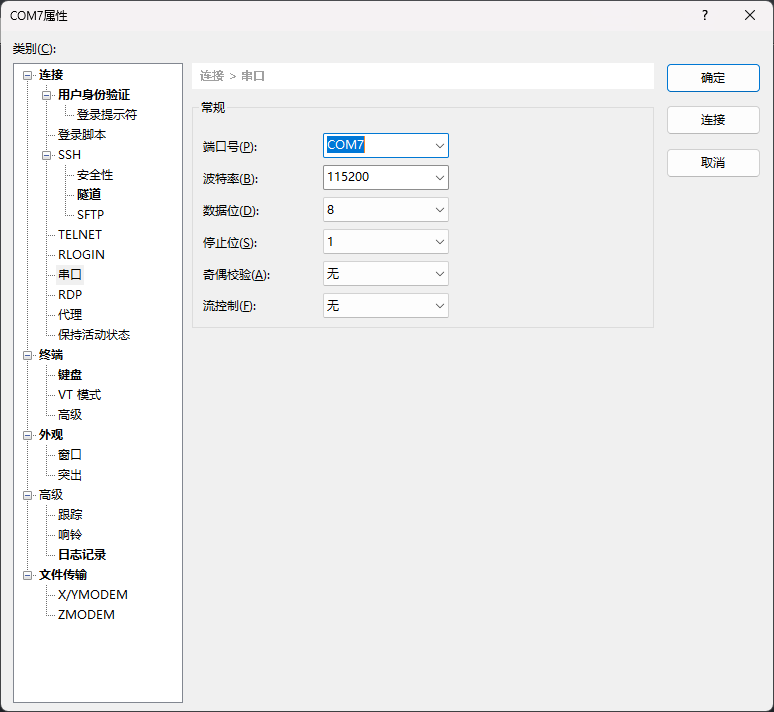 COM7属性
?
类别(C):
连接
用户身份验证
登录提示符
登录脚本
SSH
安全性
隧道
SFTP
TELNET
RLOGIN
串口
RDP
代理
保持活动状态
终端
键盘
VT 模式
高级
外观
窗口
突出
高级
跟踪
响铃
日志记录
文件传输
X/YMODEM
ZMODEM
连接 > 串口
常规
端口号(P): COM7
波特率(B): 115200
数据位(D): 8
停止位(S): 1
奇偶校验(A): 无
流控制(F): 无
确定
连接
取消